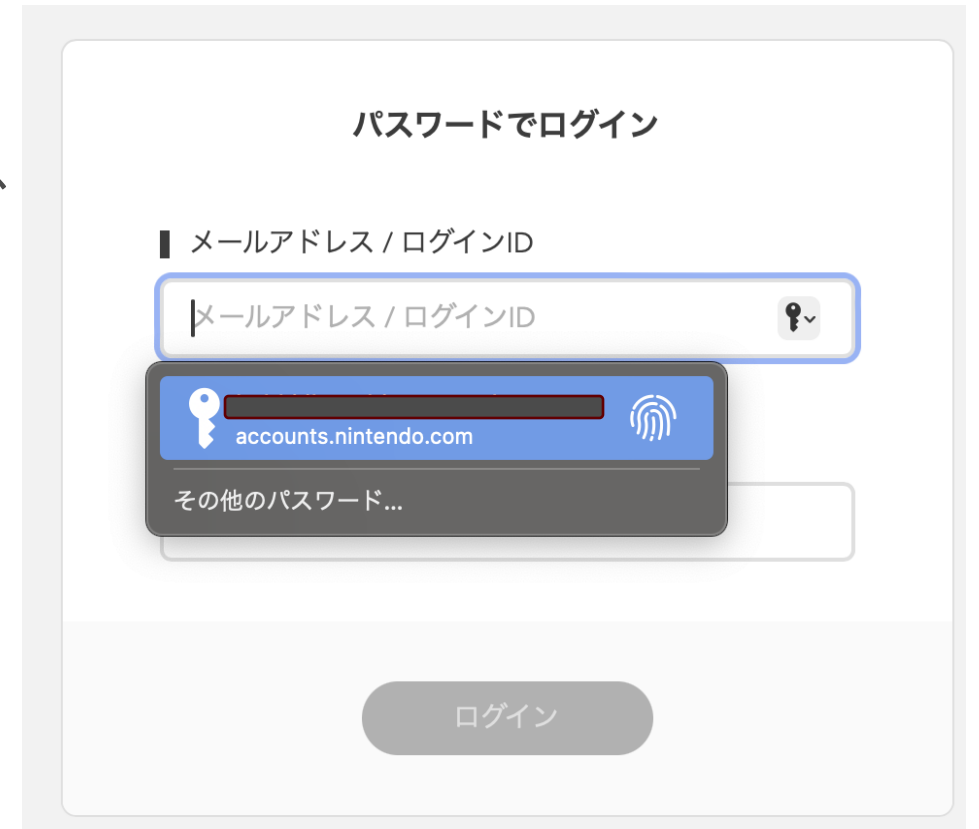 パスワードでログイン
メールアドレス / ログインID
メールアドレス / ログインID
accounts.nintendo.com
その他のパスワード...
ログイン